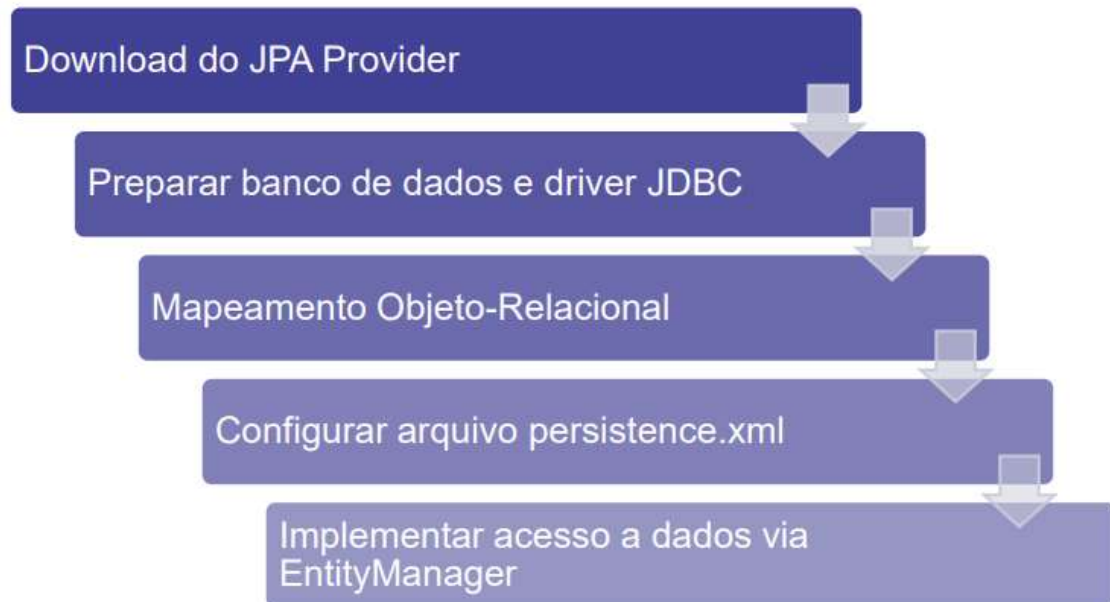 Download do JPA Provider
Preparar banco de dados e driver JDBC
Mapeamento Objeto-Relacional
Configurar arquivo persistence.xml
Implementar acesso a dados via
EntityManager